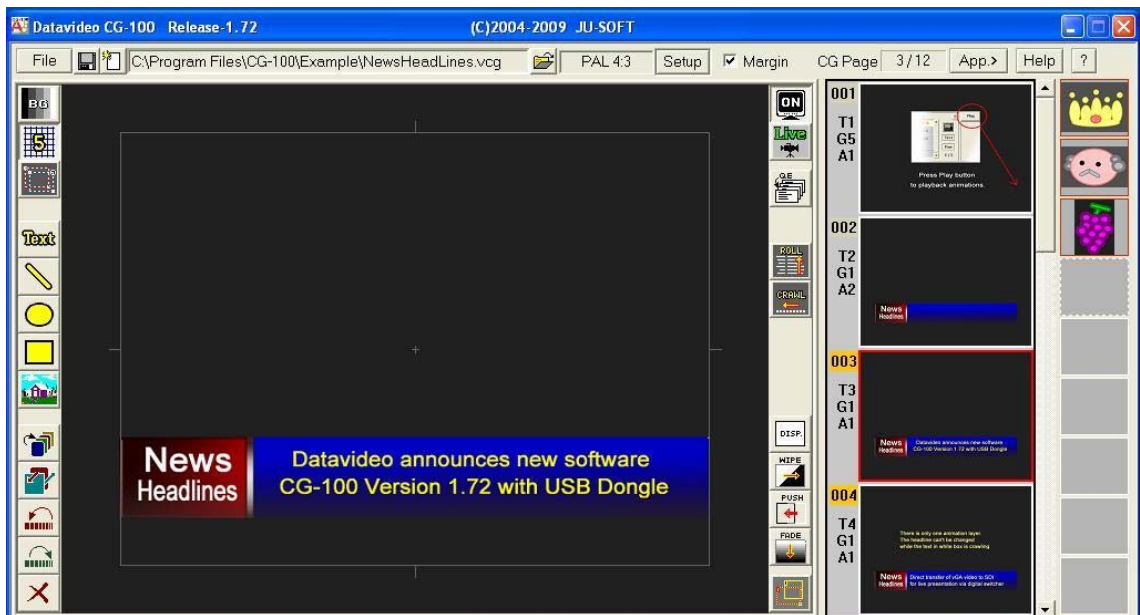 Datavideo CG-100 Release-1.72 (C)2004-2009 JU-SOFT
File C:\Program Files\CG-100\Example\NewsHeadLines.vcg PAL 4:3 Setup Margin CG Page 3/12 App.> Help ?
BG
5
Text
News
Headlines
Datavideo announces new software
CG-100 Version 1.72 with USB Dongle
ON
Live
Q.E
ROLL
CRAWL
DISP.
WIPE
PUSH
FADE
001
T1
G5
A1
Play
Press Play button
to playback animations.
002
T2
G1
A2
News
Headlines
003
T3
G1
A1
News
Headlines
Datavideo announces new software
CG-100 Version 1.72 with USB Dongle
004
T4
G1
A1
There is only one animation layer.
The headline can't be changed
while the text in white box is crawling
News
Headlines
Direct transfer of VGA video to SDI
for live presentation via digital switcher